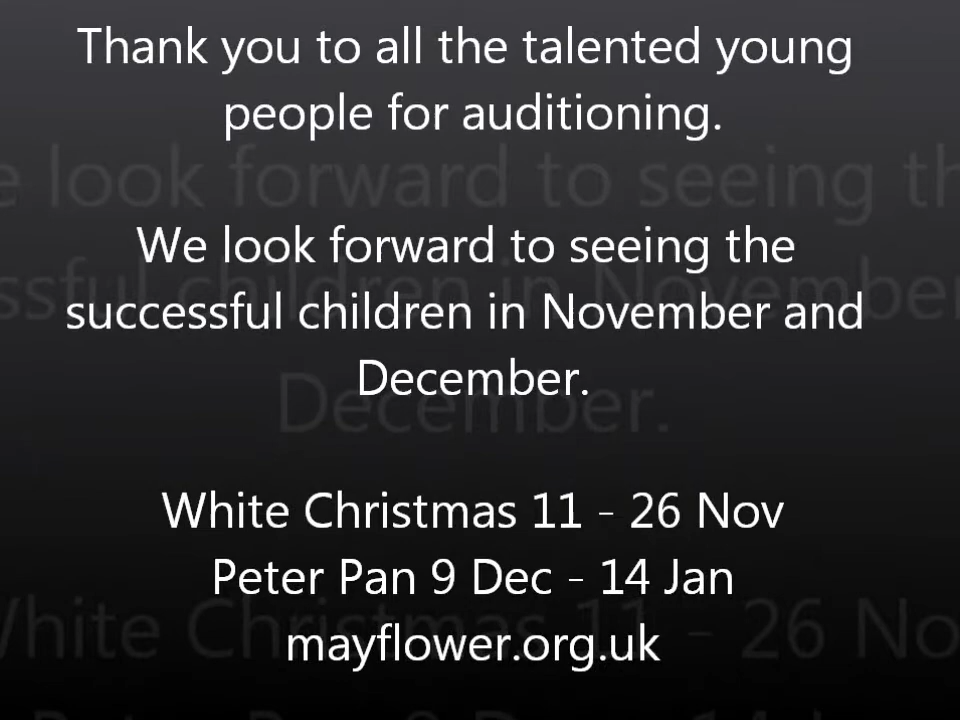 Thank you to all the talented young
people for auditioning.
We look forward to seeing the
successful children in November and
December.
White Christmas 11 - 26 Nov
Peter Pan 9 Dec - 14 Jan
mayflower.org.uk